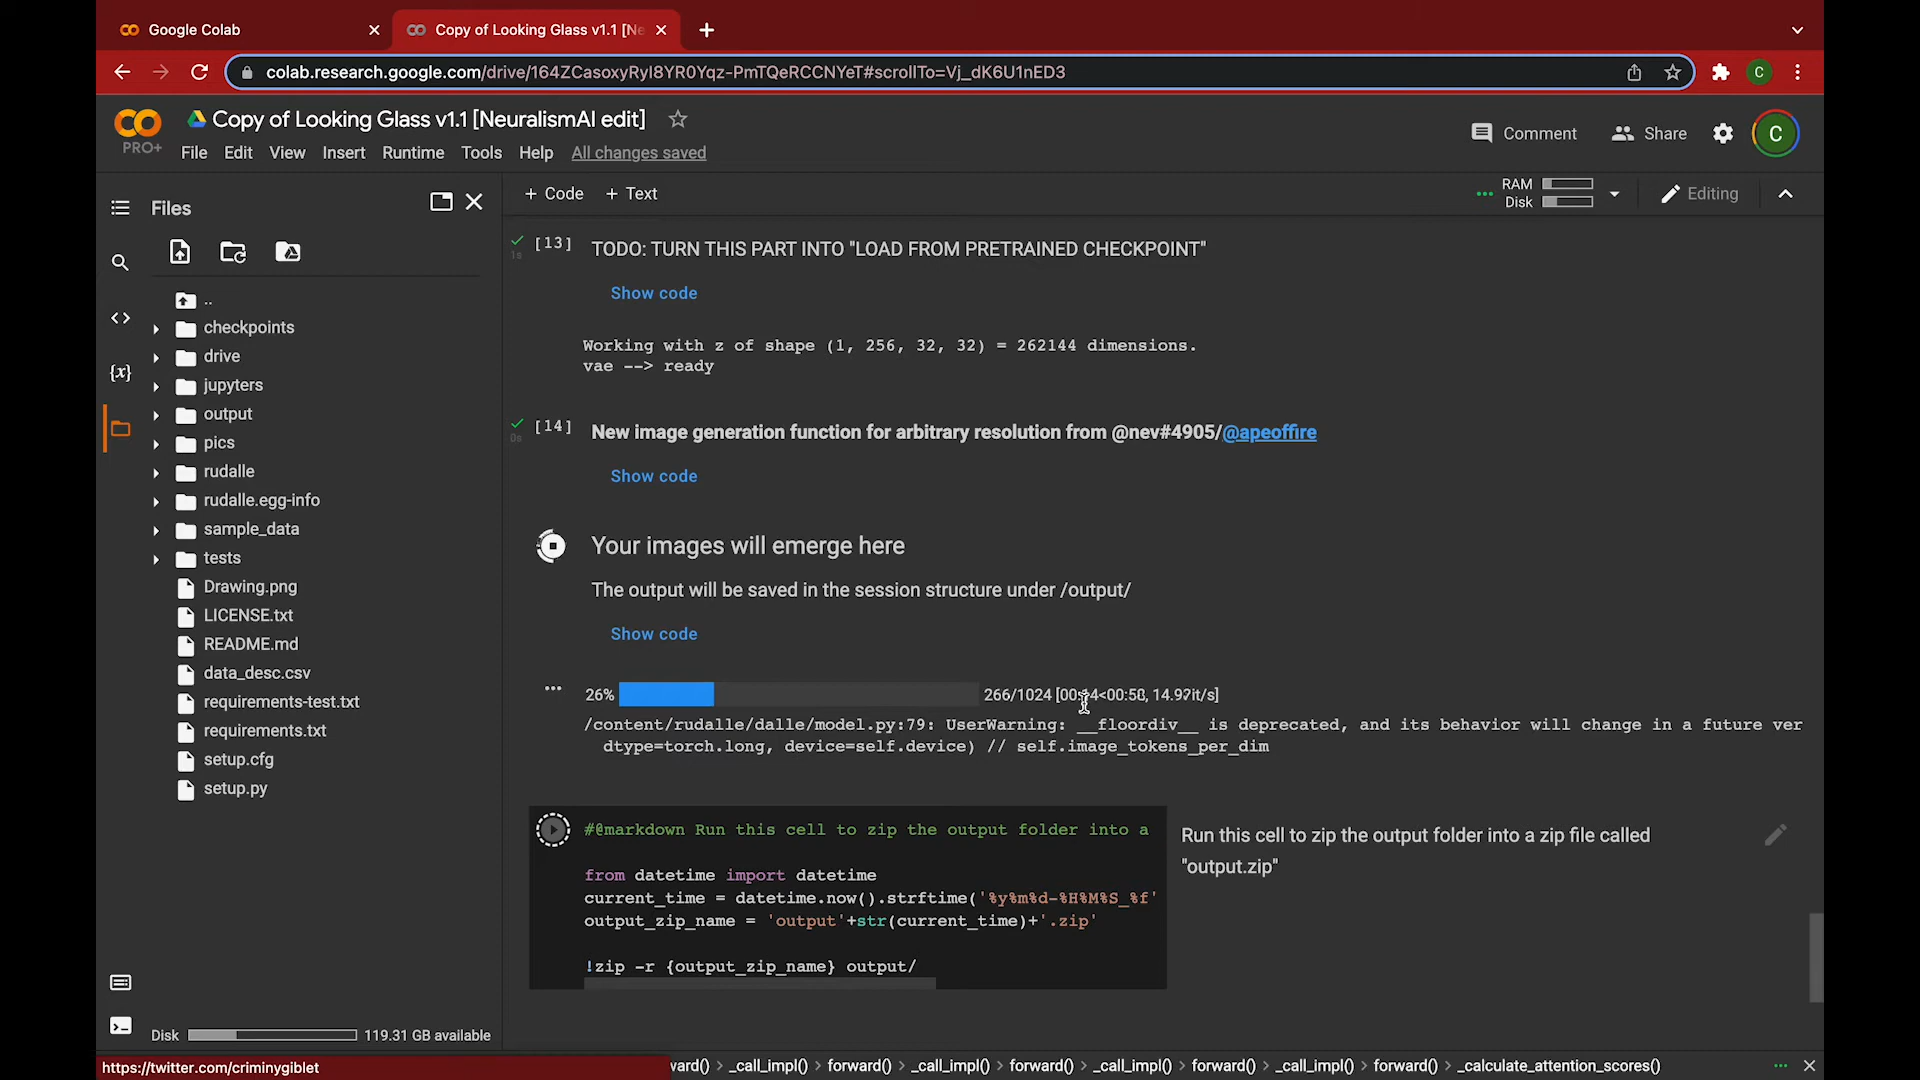 Google Colab
Copy of Looking Glass v1.1 [Ne
colab.research.google.com/drive/164ZCasoxyRyI8YR0Yqz-PmTQeRCCNYeT#scrollTo=Vj_dK6U1nED3
C
CO
PRO+
Copy of Looking Glass v1.1 [NeuralismAI edit]
File Edit View Insert Runtime Tools Help All changes saved
Comment
Share
C
Files
+ Code + Text
RAM
Disk
Editing
..
checkpoints
drive
jupyters
output
pics
rudalle
rudalle.egg-info
sample_data
tests
Drawing.png
LICENSE.txt
README.md
data_desc.csv
requirements-test.txt
requirements.txt
setup.cfg
setup.py
{x}
Disk 119.31 GB available
1s [13] TODO: TURN THIS PART INTO "LOAD FROM PRETRAINED CHECKPOINT"
Show code
Working with z of shape (1, 256, 32, 32) = 262144 dimensions.
vae --> ready
0s [14] New image generation function for arbitrary resolution from @nev#4905/@apeoffire
Show code
Your images will emerge here
The output will be saved in the session structure under /output/
Show code
26% 266/1024
/content/rudalle/dalle/model.py:79: UserWarning: __floordiv__ is deprecated, and its behavior will change in a future ver
dtype=torch.long, device=self.device) // self.image_tokens_per_dim
#@markdown Run this cell to zip the output folder into a
from datetime import datetime
current_time = datetime.now().strftime('%y%m%d-%H%M%S_%f'
output_zip_name = 'output'+str(current_time)+'.zip'
!zip -r {output_zip_name} output/
Run this cell to zip the output folder into a zip file called
"output.zip"
https://twitter.com/criminygiblet
ward() > _call_impl() > forward() > _call_impl() > forward() > _call_impl() > forward() > _call_impl() > forward() > _calculate_attention_scores()